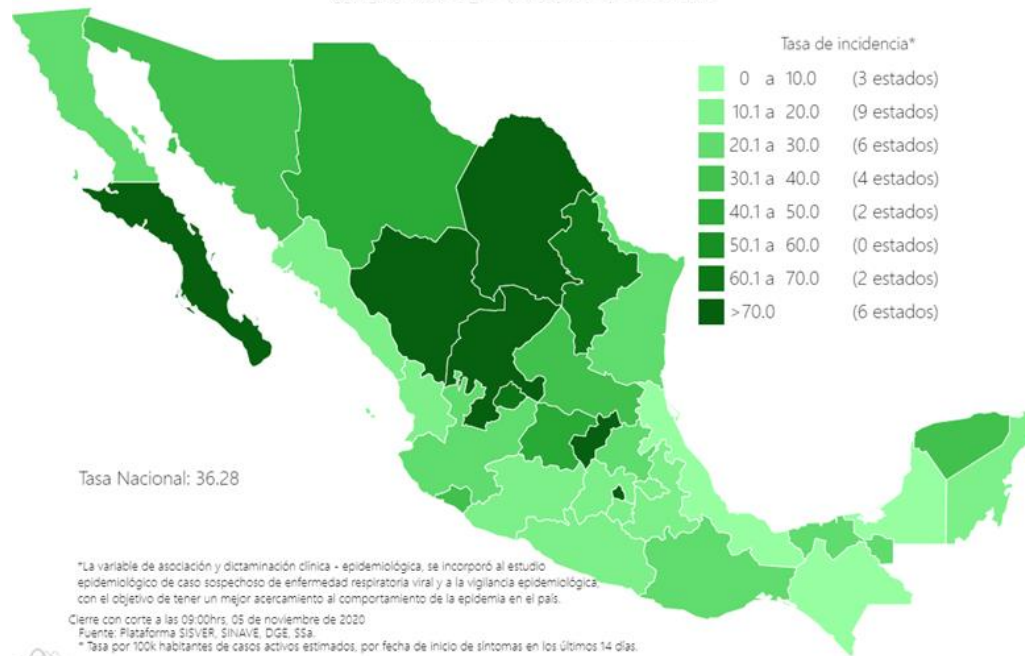 Tasa de incidencia*
0 a 10.0 (3 estados)
10.1 a 20.0 (9 estados)
20.1 a 30.0 (6 estados)
30.1 a 40.0 (4 estados)
40.1 a 50.0 (2 estados)
50.1 a 60.0 (0 estados)
60.1 a 70.0 (2 estados)
>70.0 (6 estados)
Tasa Nacional: 36.28
*La variable de asociación y dictaminación clínica - epidemiológica, se incorporó al estudio
epidemiológico de caso sospechoso de enfermedad respiratoria viral y a la vigilancia epidemiológica,
con el objetivo de tener un mejor acercamiento al comportamiento de la epidemia en el país.
Cierre con corte a las 09:00hrs, 05 de noviembre de 2020
Fuente: Plataforma SISVER, SINAVE, DGE, SSa.
* Tasa por 100k habitantes de casos activos estimados, por fecha de inicio de síntomas en los últimos 14 días.